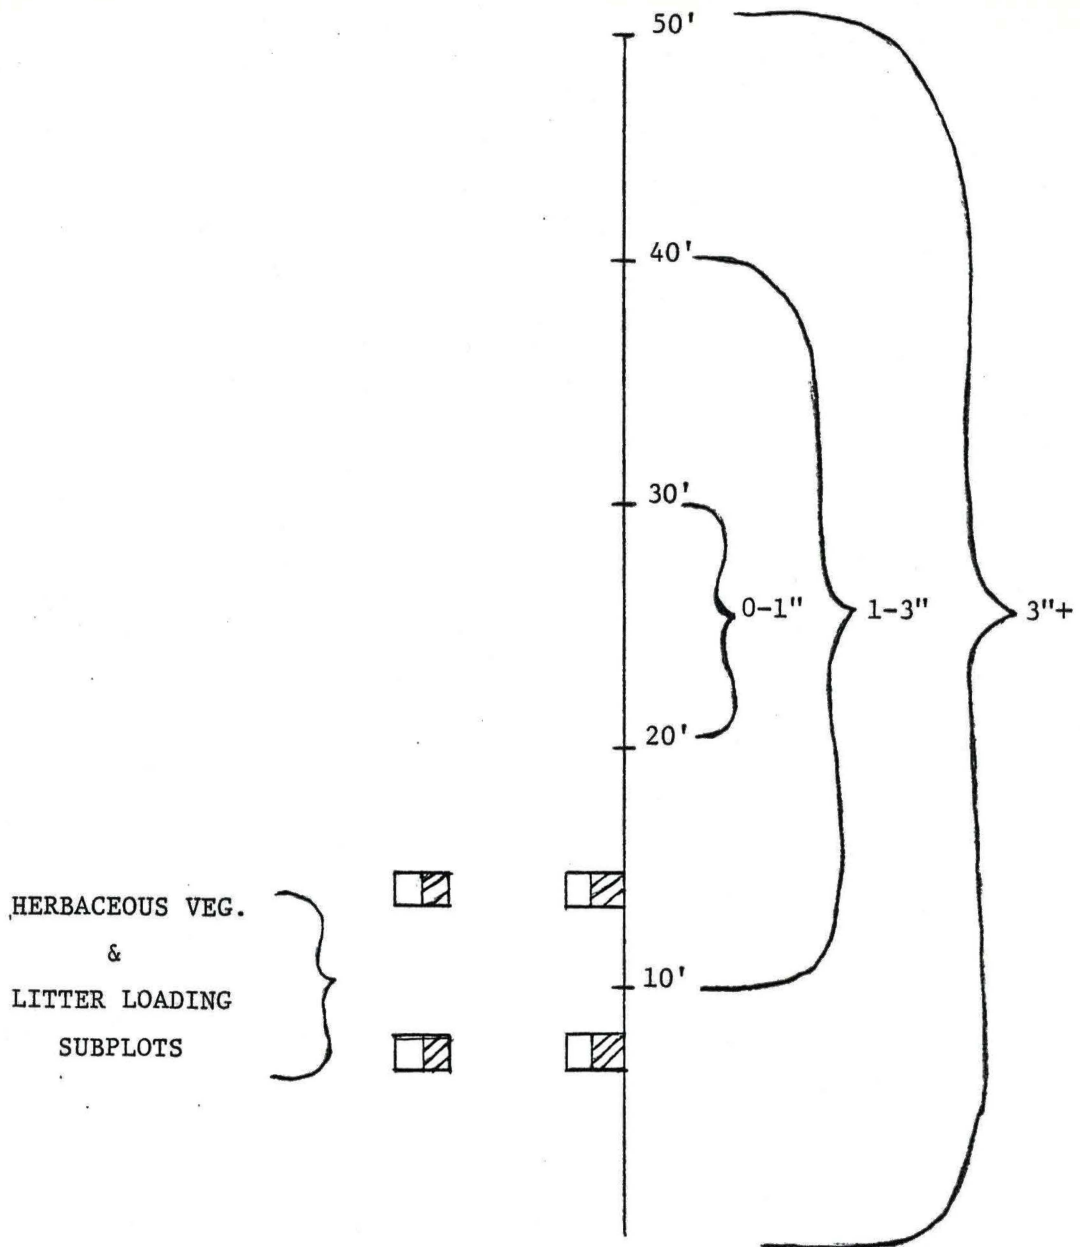 50'
40'
30'
0-1" 1-3" 3"+
20'
HERBACEOUS VEG.
&
LITTER LOADING
SUBPLOTS
10'